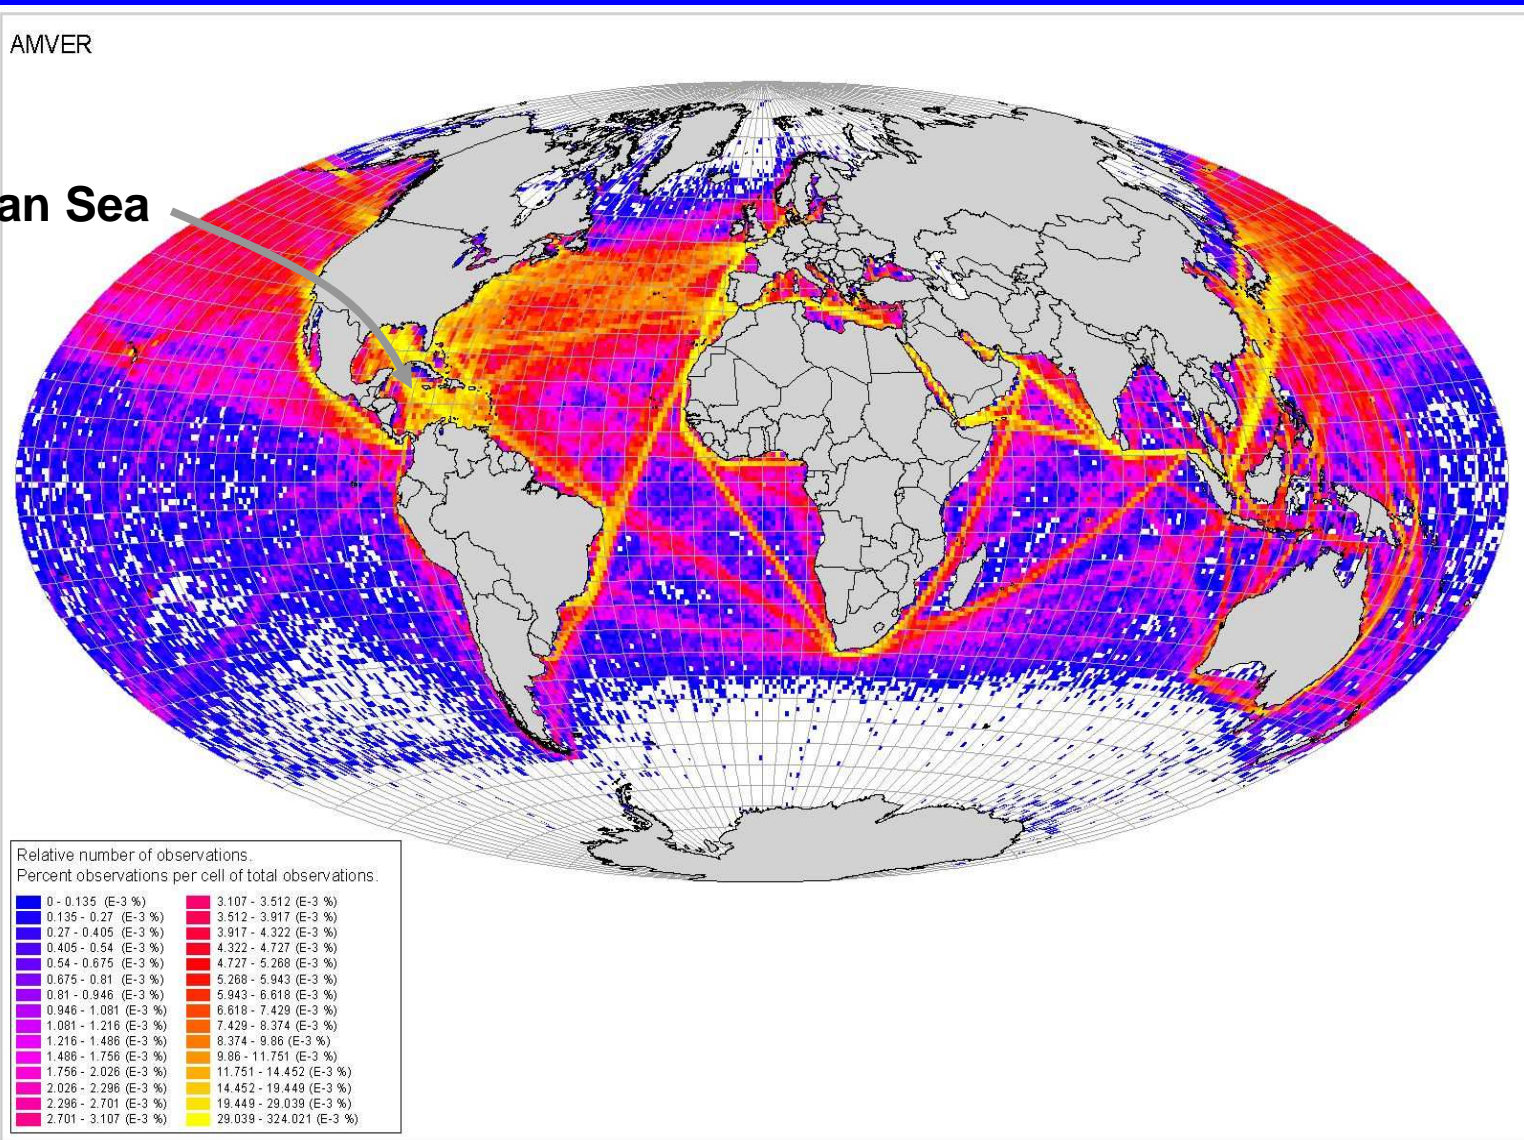 AMVER
an Sea
Relative number of observations.
Percent observations per cell of total observations.
0 - 0.135 (E-3 %)
0.135 - 0.27 (E-3 %)
0.27 - 0.405 (E-3 %)
0.405 - 0.54 (E-3 %)
0.54 - 0.675 (E-3 %)
0.675 - 0.81 (E-3 %)
0.81 - 0.946 (E-3 %)
0.946 - 1.081 (E-3 %)
1.081 - 1.216 (E-3 %)
1.216 - 1.486 (E-3 %)
1.486 - 1.756 (E-3 %)
1.756 - 2.026 (E-3 %)
2.026 - 2.296 (E-3 %)
2.296 - 2.701 (E-3 %)
2.701 - 3.107 (E-3 %)
3.107 - 3.512 (E-3 %)
3.512 - 3.917 (E-3 %)
3.917 - 4.322 (E-3 %)
4.322 - 4.727 (E-3 %)
4.727 - 5.268 (E-3 %)
5.268 - 5.943 (E-3 %)
5.943 - 6.618 (E-3 %)
6.618 - 7.429 (E-3 %)
7.429 - 8.374 (E-3 %)
8.374 - 9.86 (E-3 %)
9.86 - 11.751 (E-3 %)
11.751 - 14.452 (E-3 %)
14.452 - 19.449 (E-3 %)
19.449 - 29.039 (E-3 %)
29.039 - 324.021 (E-3 %)